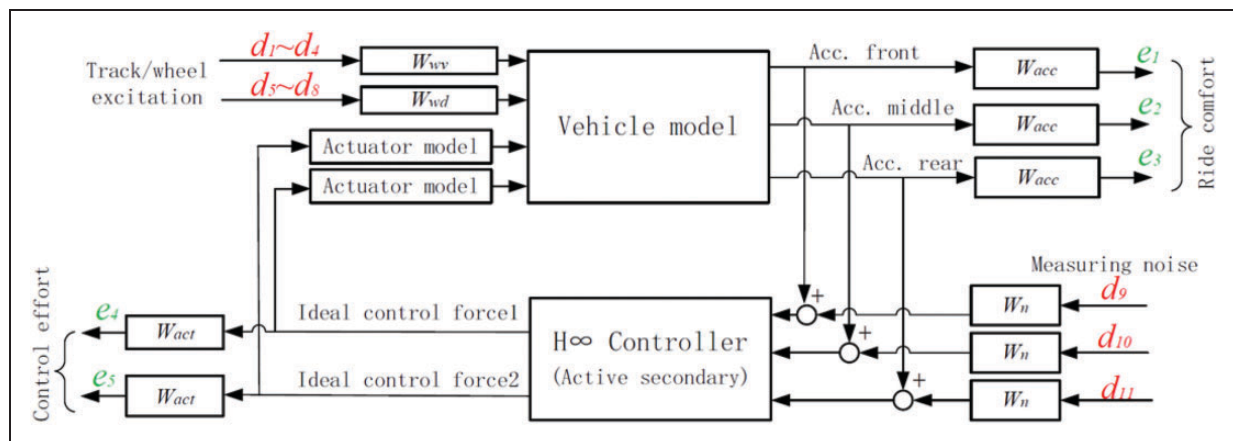 Track/wheel
excitation
d1~d4
d5~d8
Wwv
Wwd
Actuator model
Actuator model
Vehicle model
Acc. front
Acc. middle
Acc. rear
Wacc
Wacc
Wacc
e1
e2
e3
Ride comfort
Control effort
e4
e5
Wact
Wact
Ideal control force1
Ideal control force2
H∞ Controller
(Active secondary)
+
+
+
Measuring noise
Wn
Wn
Wn
d9
d10
d11